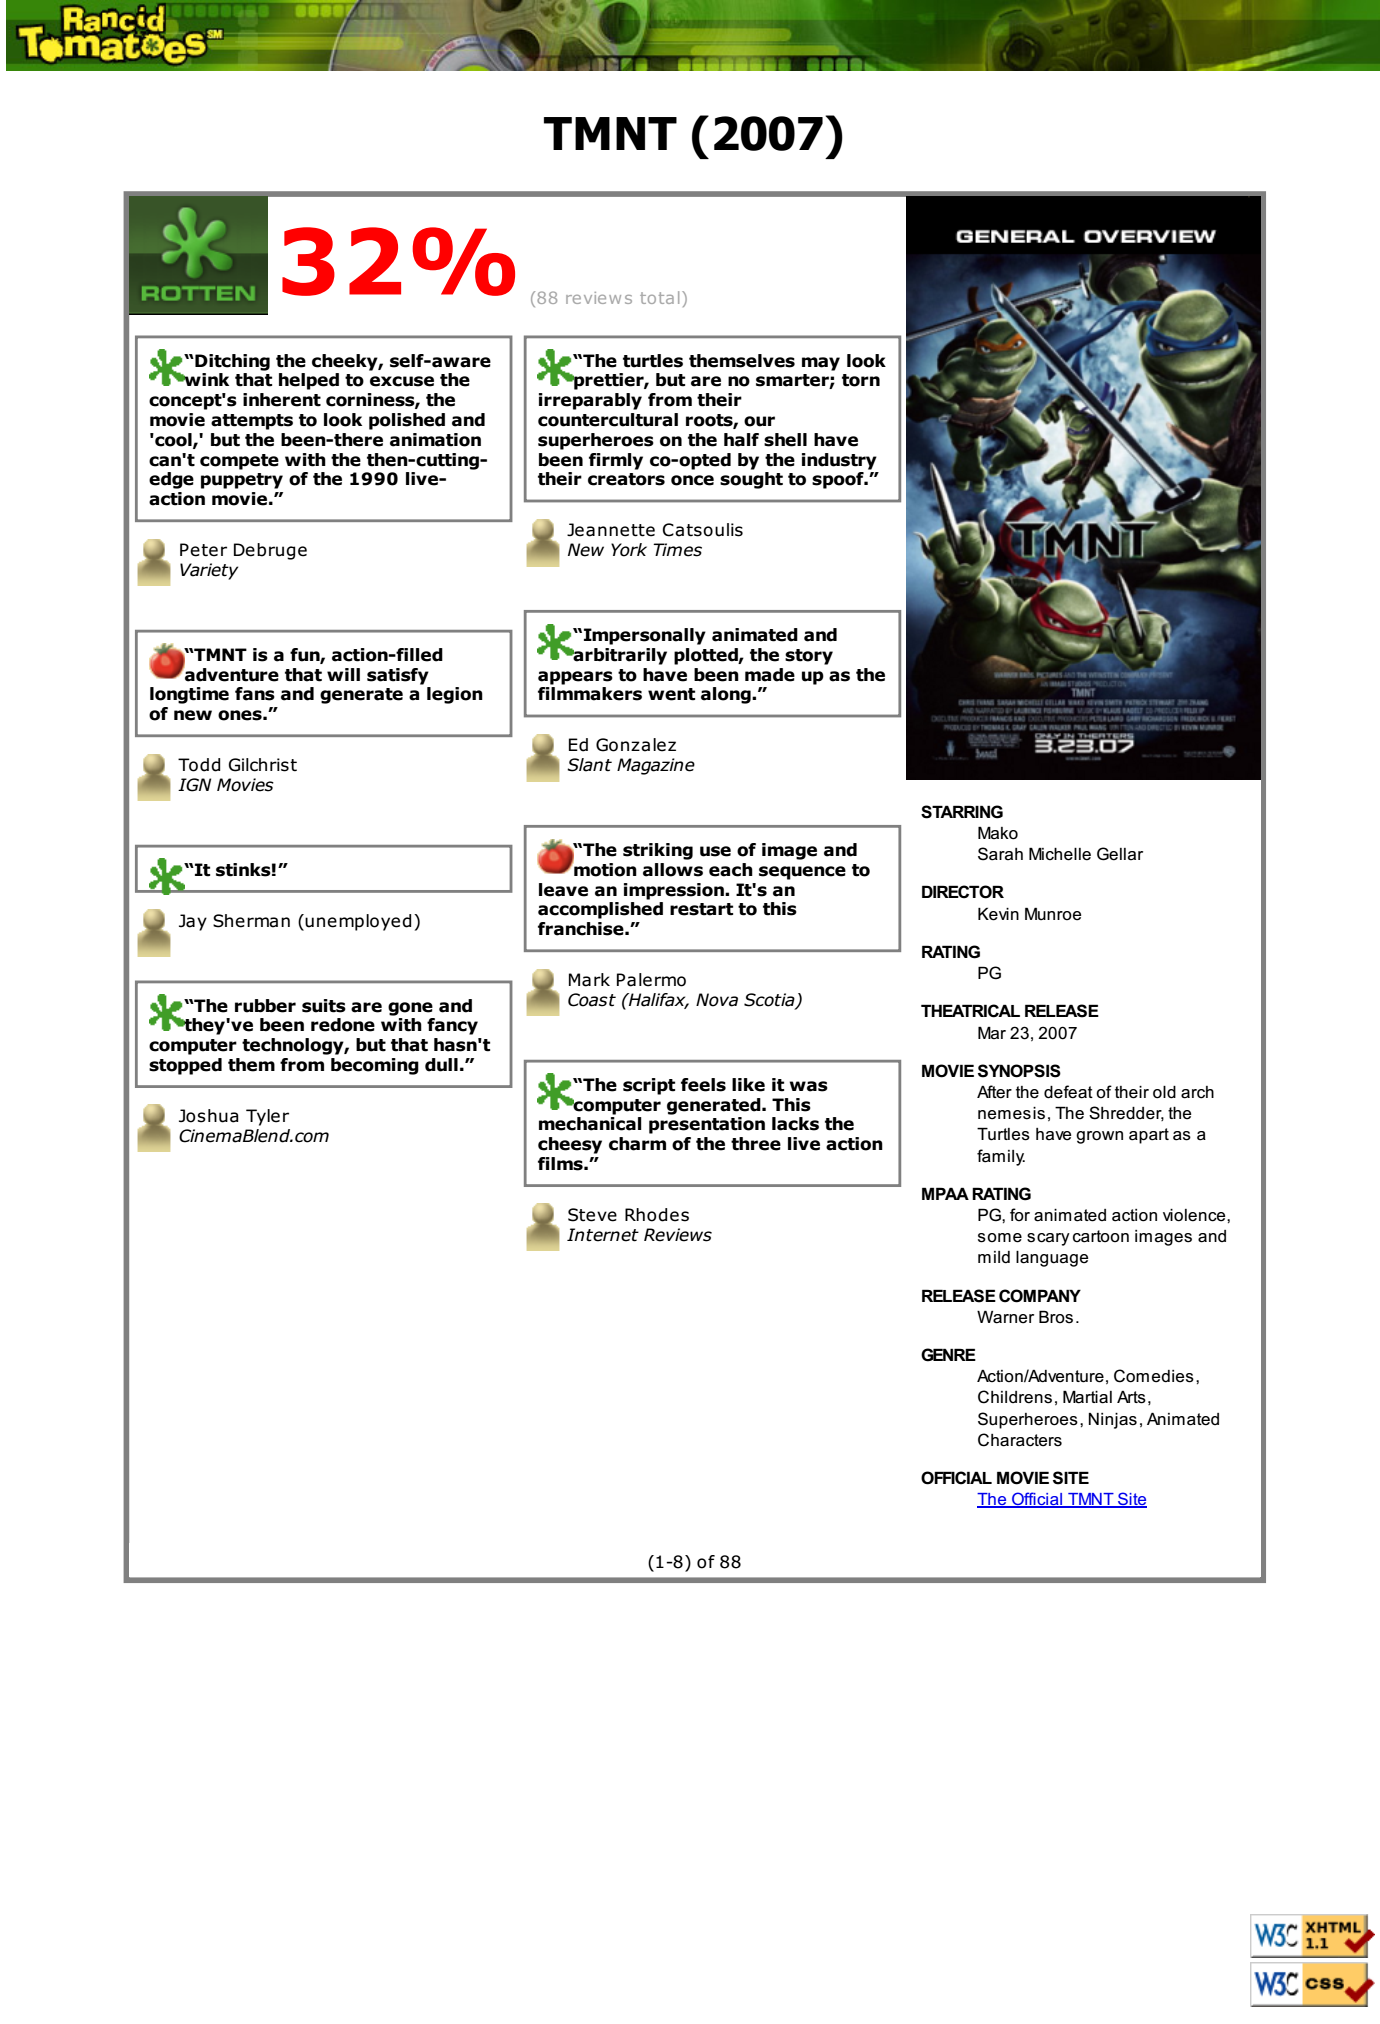 Rancid
Tomatoes SM
TMNT (2007)
ROTTEN
32%
(88 reviews total)
“Ditching the cheeky, self-aware
wink that helped to excuse the
concept's inherent corniness, the
movie attempts to look polished and
'cool,' but the been-there animation
can't compete with the then-cutting-
edge puppetry of the 1990 live-
action movie.”
Peter Debruge
Variety
“TMNT is a fun, action-filled
adventure that will satisfy
longtime fans and generate a legion
of new ones.”
Todd Gilchrist
IGN Movies
“It stinks!”
Jay Sherman (unemployed)
“The rubber suits are gone and
they've been redone with fancy
computer technology, but that hasn't
stopped them from becoming dull.”
Joshua Tyler
CinemaBlend.com
“The turtles themselves may look
prettier, but are no smarter; torn
irreparably from their
countercultural roots, our
superheroes on the half shell have
been firmly co-opted by the industry
their creators once sought to spoof.”
Jeannette Catsoulis
New York Times
“Impersonally animated and
arbitrarily plotted, the story
appears to have been made up as the
filmmakers went along.”
Ed Gonzalez
Slant Magazine
“The striking use of image and
motion allows each sequence to
leave an impression. It's an
accomplished restart to this
franchise.”
Mark Palermo
Coast (Halifax, Nova Scotia)
“The script feels like it was
computer generated. This
mechanical presentation lacks the
cheesy charm of the three live action
films.”
Steve Rhodes
Internet Reviews
GENERAL OVERVIEW
TMNT
TMNT
ONLY IN THEATERS
3.23.07
STARRING
Mako
Sarah Michelle Gellar
DIRECTOR
Kevin Munroe
RATING
PG
THEATRICAL RELEASE
Mar 23, 2007
MOVIE SYNOPSIS
After the defeat of their old arch
nemesis, The Shredder, the
Turtles have grown apart as a
family.
MPAA RATING
PG, for animated action violence,
some scary cartoon images and
mild language
RELEASE COMPANY
Warner Bros.
GENRE
Action/Adventure, Comedies,
Childrens, Martial Arts,
Superheroes, Ninjas, Animated
Characters
OFFICIAL MOVIE SITE
The Official TMNT Site
(1-8) of 88
W3C XHTML
1.1
W3C css